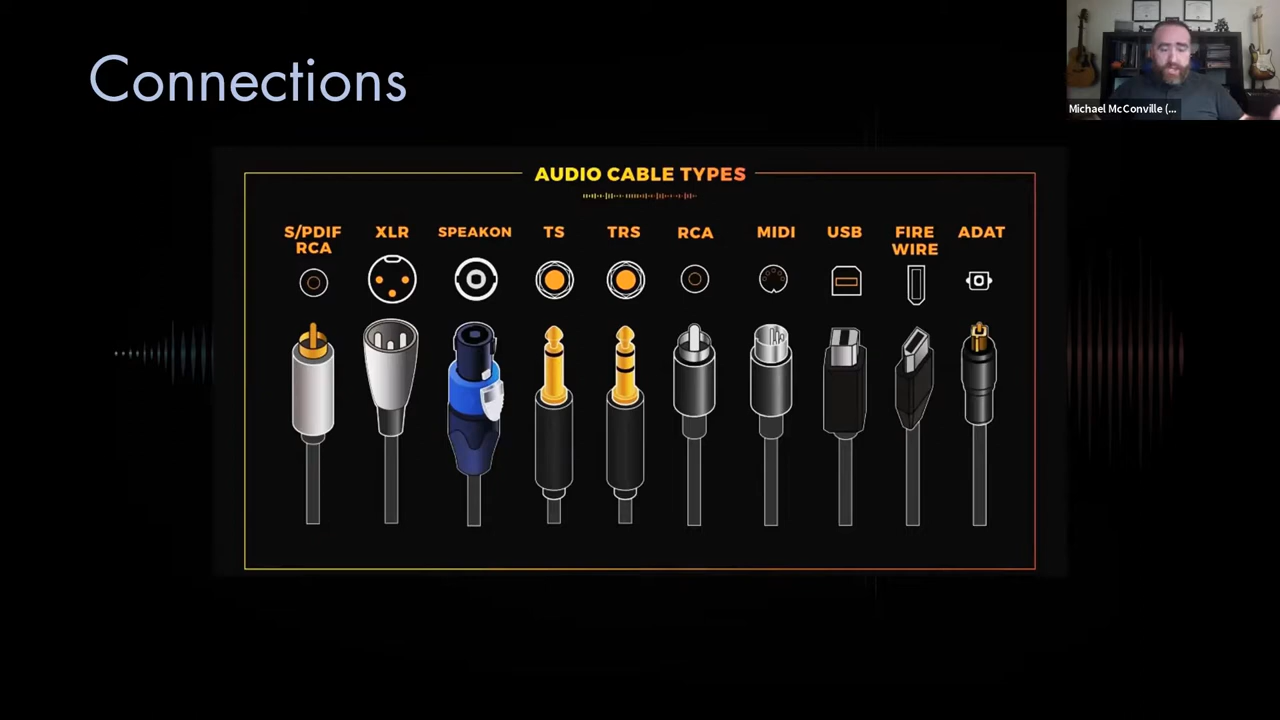 Connections
Michael McConville (...
AUDIO CABLE TYPES
S/PDIF RCA
XLR
SPEAKON
TS
TRS
RCA
MIDI
USB
FIRE WIRE
ADAT